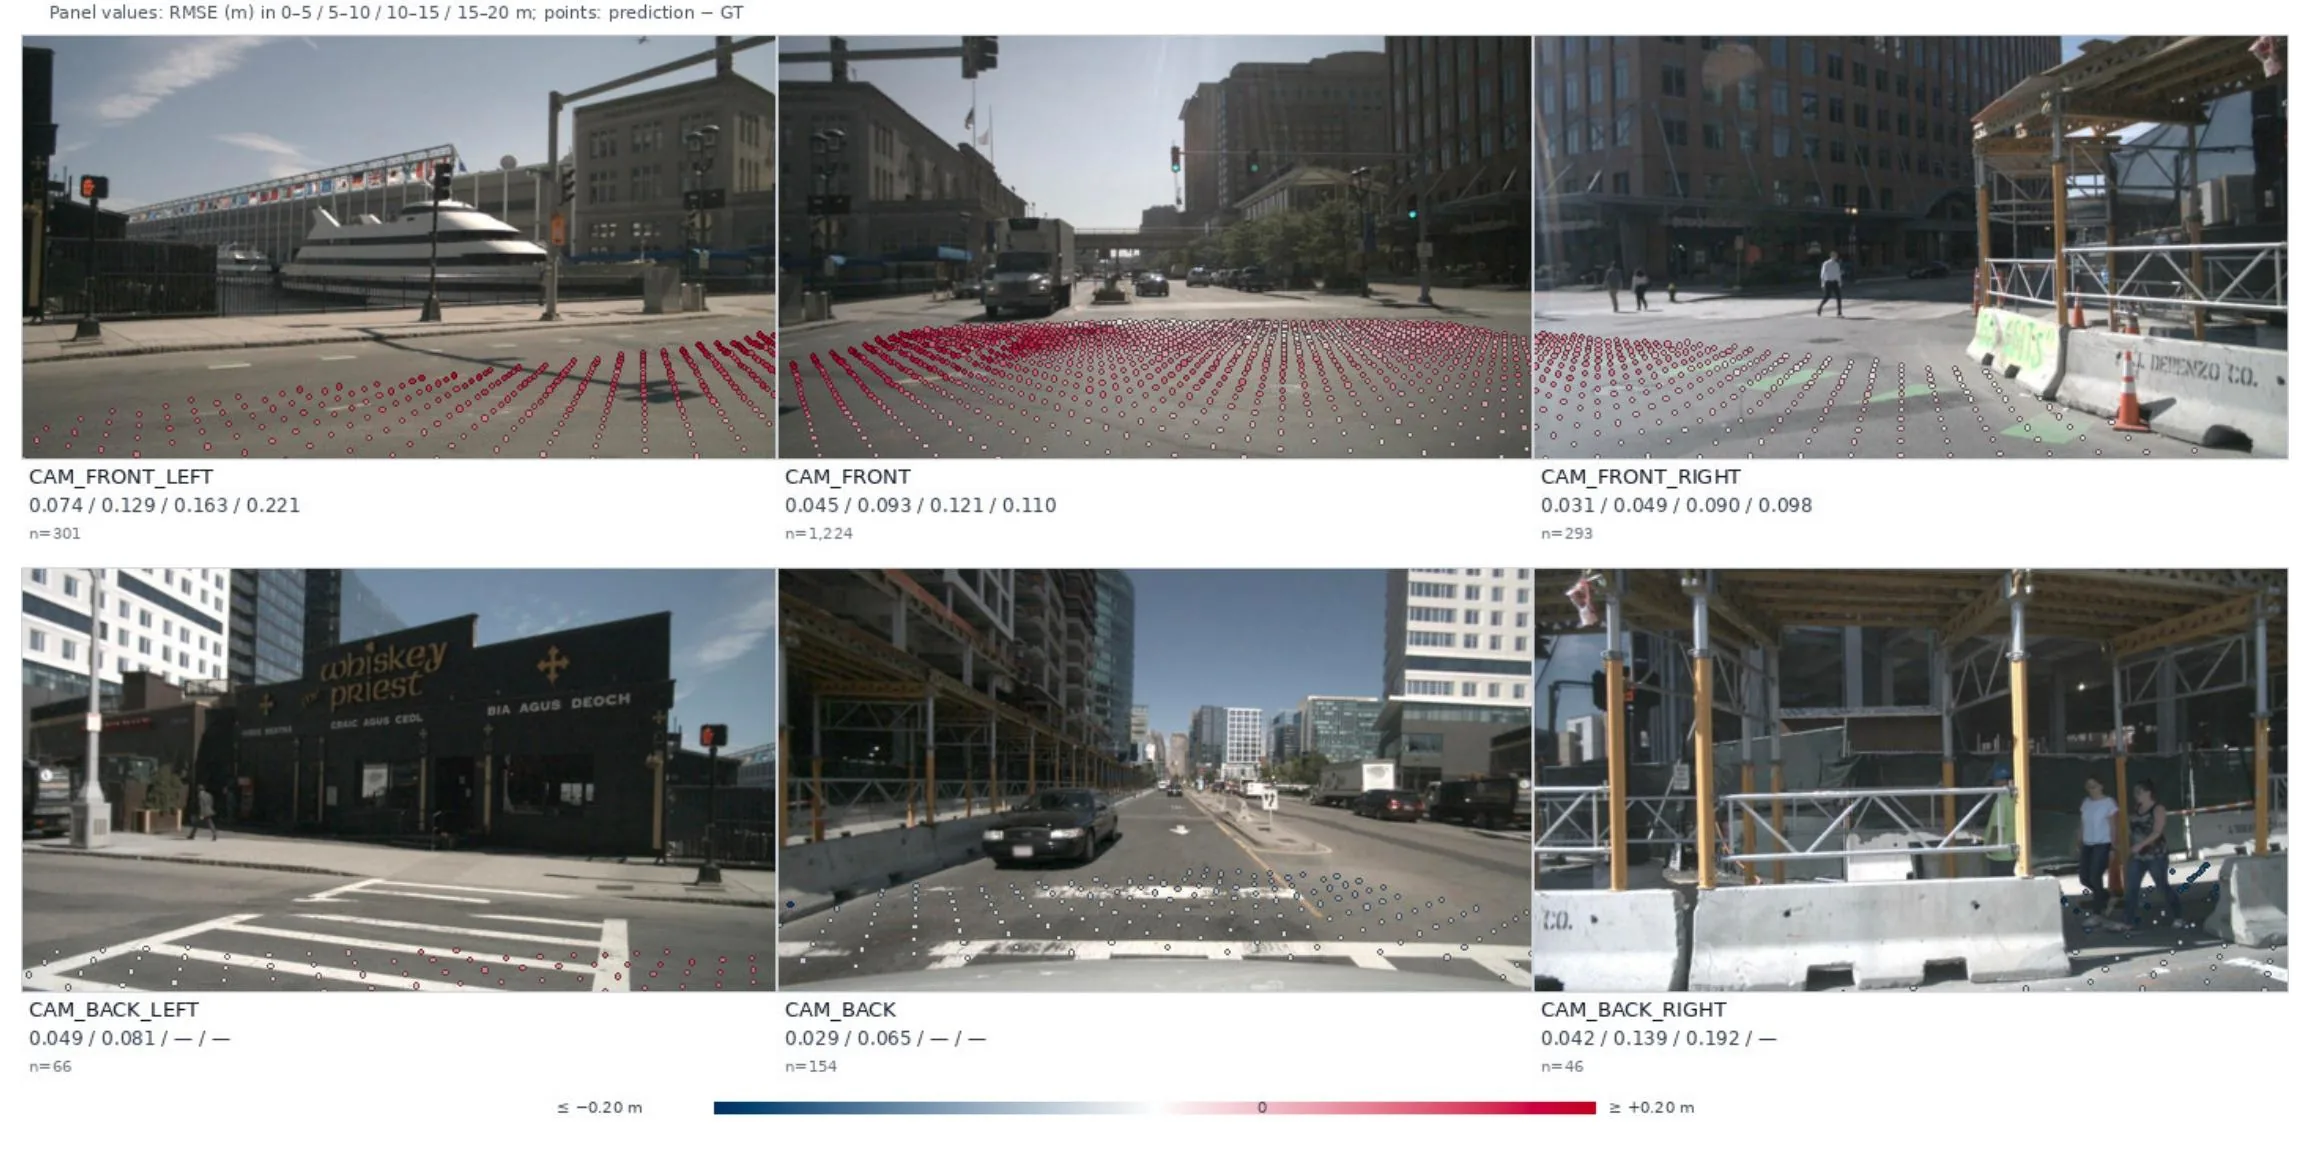 Panel values: RMSE (m) in 0–5 / 5–10 / 10–15 / 15–20 m; points: prediction − GT
DERENZO CO.
CAM_FRONT_LEFT
0.074 / 0.129 / 0.163 / 0.221
n=301
CAM_FRONT
0.045 / 0.093 / 0.121 / 0.110
n=1,224
CAM_FRONT_RIGHT
0.031 / 0.049 / 0.090 / 0.098
n=293
whiskey
priest
BIA AGUS DEOCH
CRAIC AGUS CEOL
CO.
CAM_BACK_LEFT
0.049 / 0.081 / — / —
n=66
CAM_BACK
0.029 / 0.065 / — / —
n=154
CAM_BACK_RIGHT
0.042 / 0.139 / 0.192 / —
n=46
≤ −0.20 m
0
≥ +0.20 m